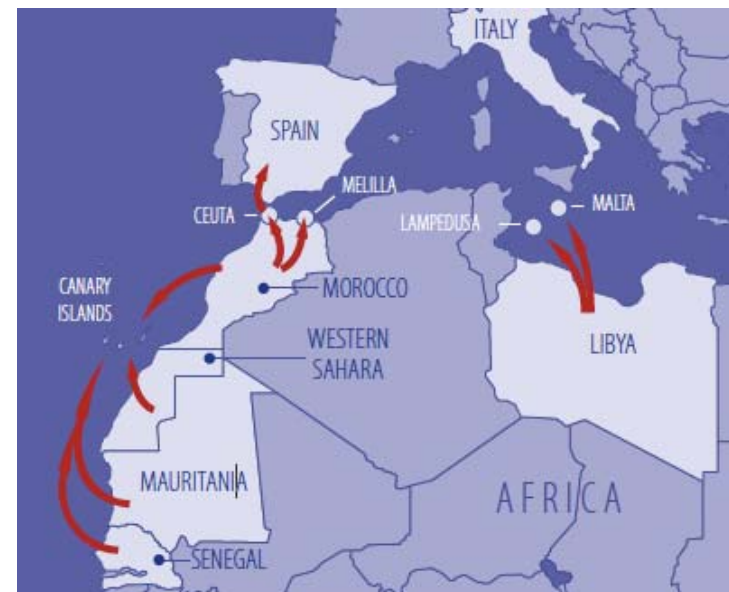 ITALY
SPAIN
MELILLA
CEUTA
MALTA
LAMPEDUSA
CANARY
ISLANDS
MOROCCO
WESTERN
SAHARA
LIBYA
MAURITANIA
AFRICA
SENEGAL